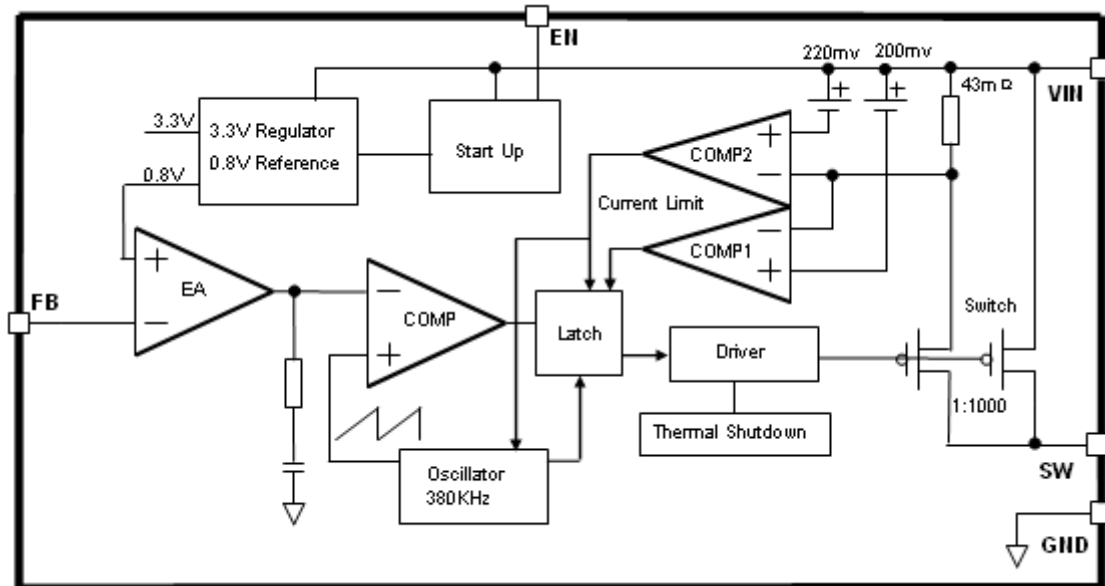 EN
220mv
200mv
43mΩ
VIN
3.3V
3.3V Regulator
0.8V Reference
Start Up
0.8V
COMP2
+
−
Current Limit
COMP1
−
+
EA
+
−
FB
COMP
−
+
Latch
Driver
Switch
1:1000
Thermal Shutdown
Oscillator
380KHz
SW
GND
+
+